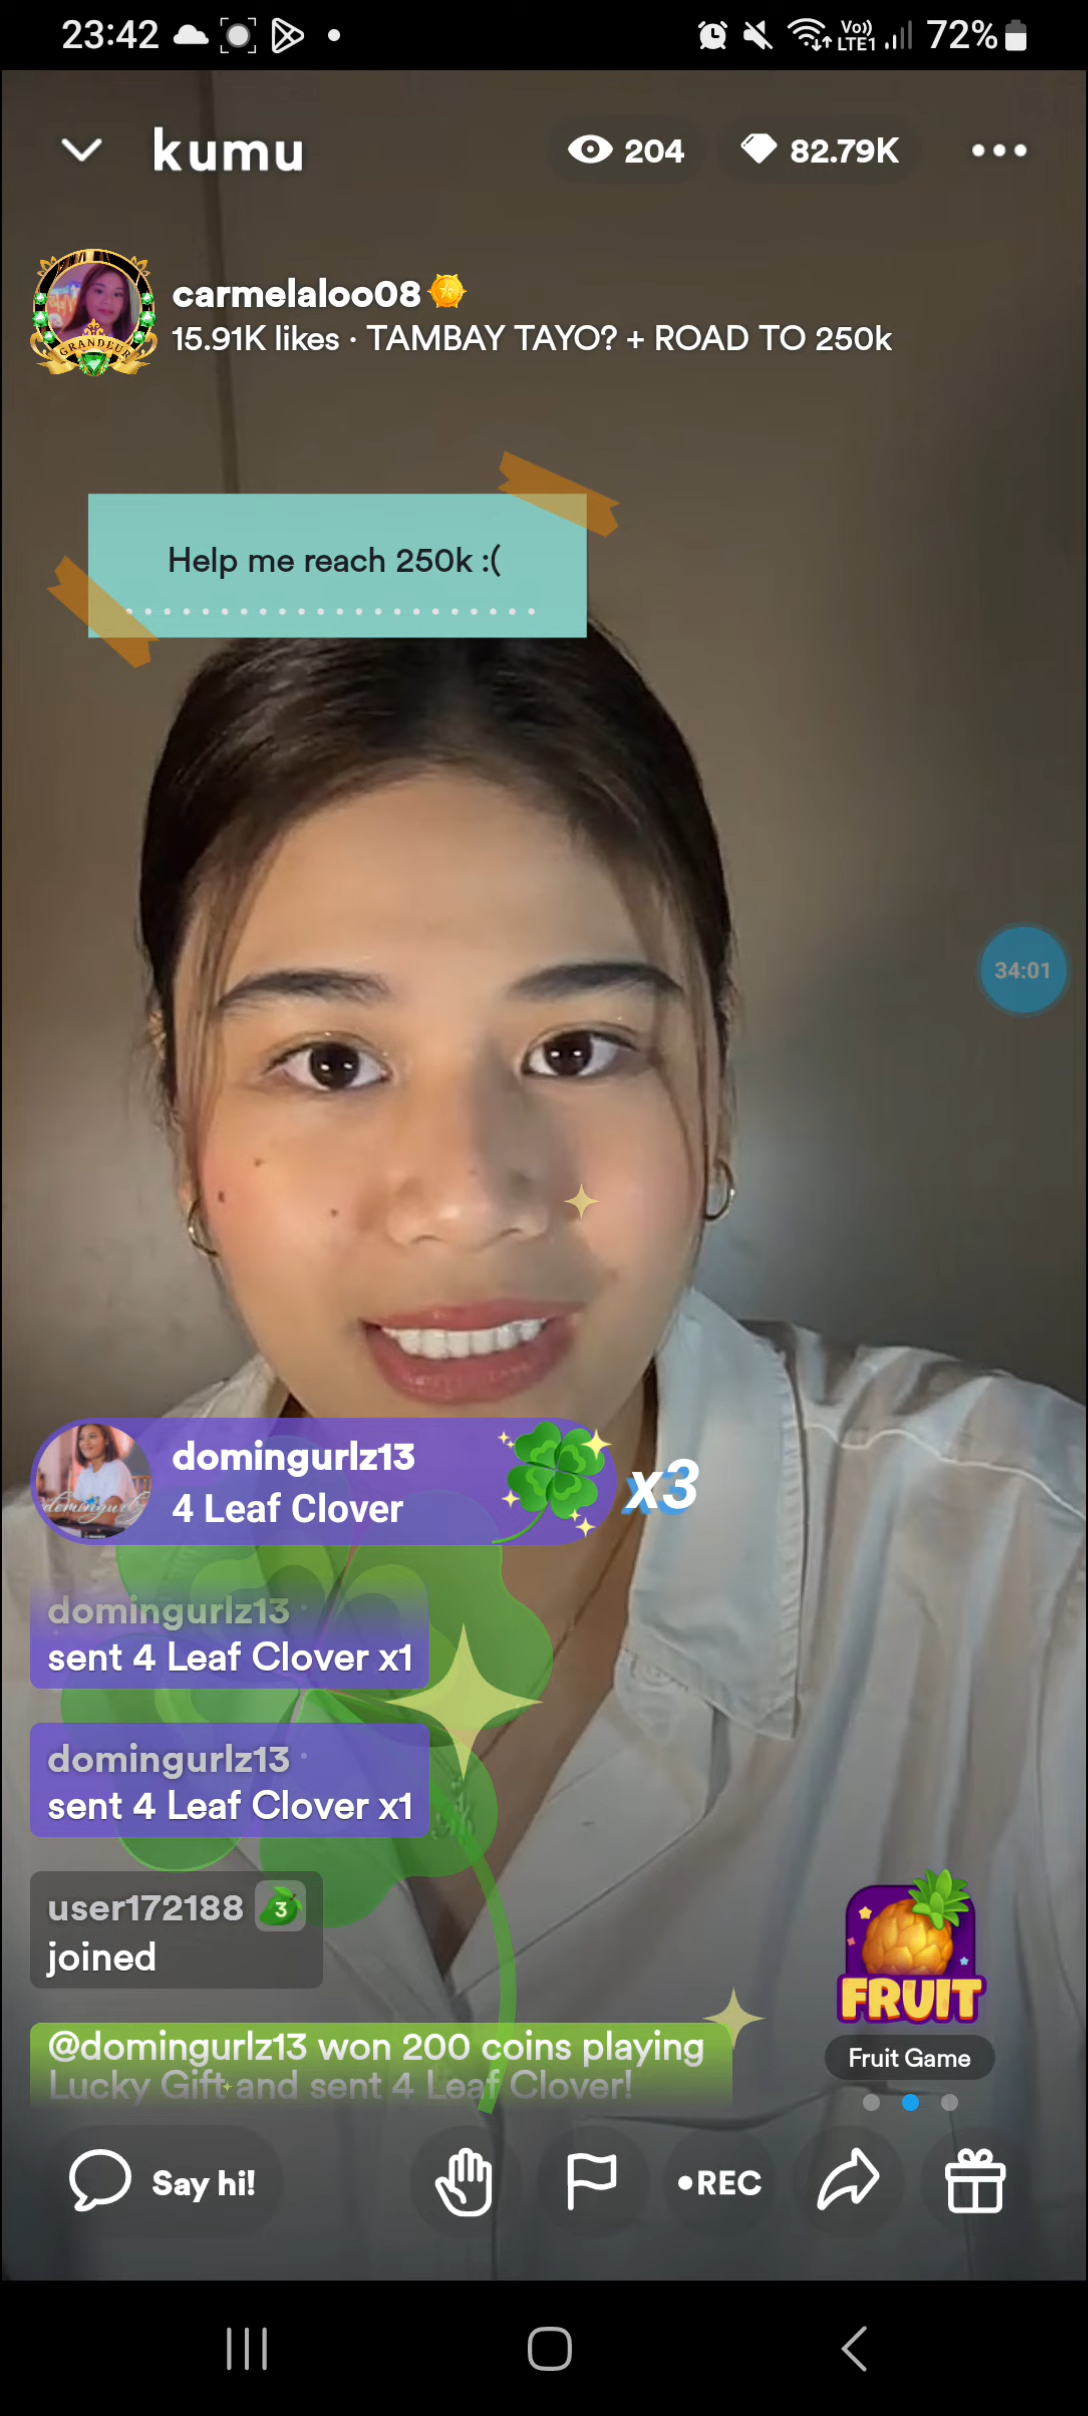 23:42
Vo))
LTE1
72%
kumu
204
82.79K
carmelaloo08
15.91K likes · TAMBAY TAYO? + ROAD TO 250k
GRANDEUR
Help me reach 250k :(
34:01
domingurlz13
4 Leaf Clover
x3
domingurlz13
sent 4 Leaf Clover x1
domingurlz13
sent 4 Leaf Clover x1
user172188 3
joined
@domingurlz13 won 200 coins playing
Lucky Gift and sent 4 Leaf Clover!
FRUIT
Fruit Game
Say hi!
•REC